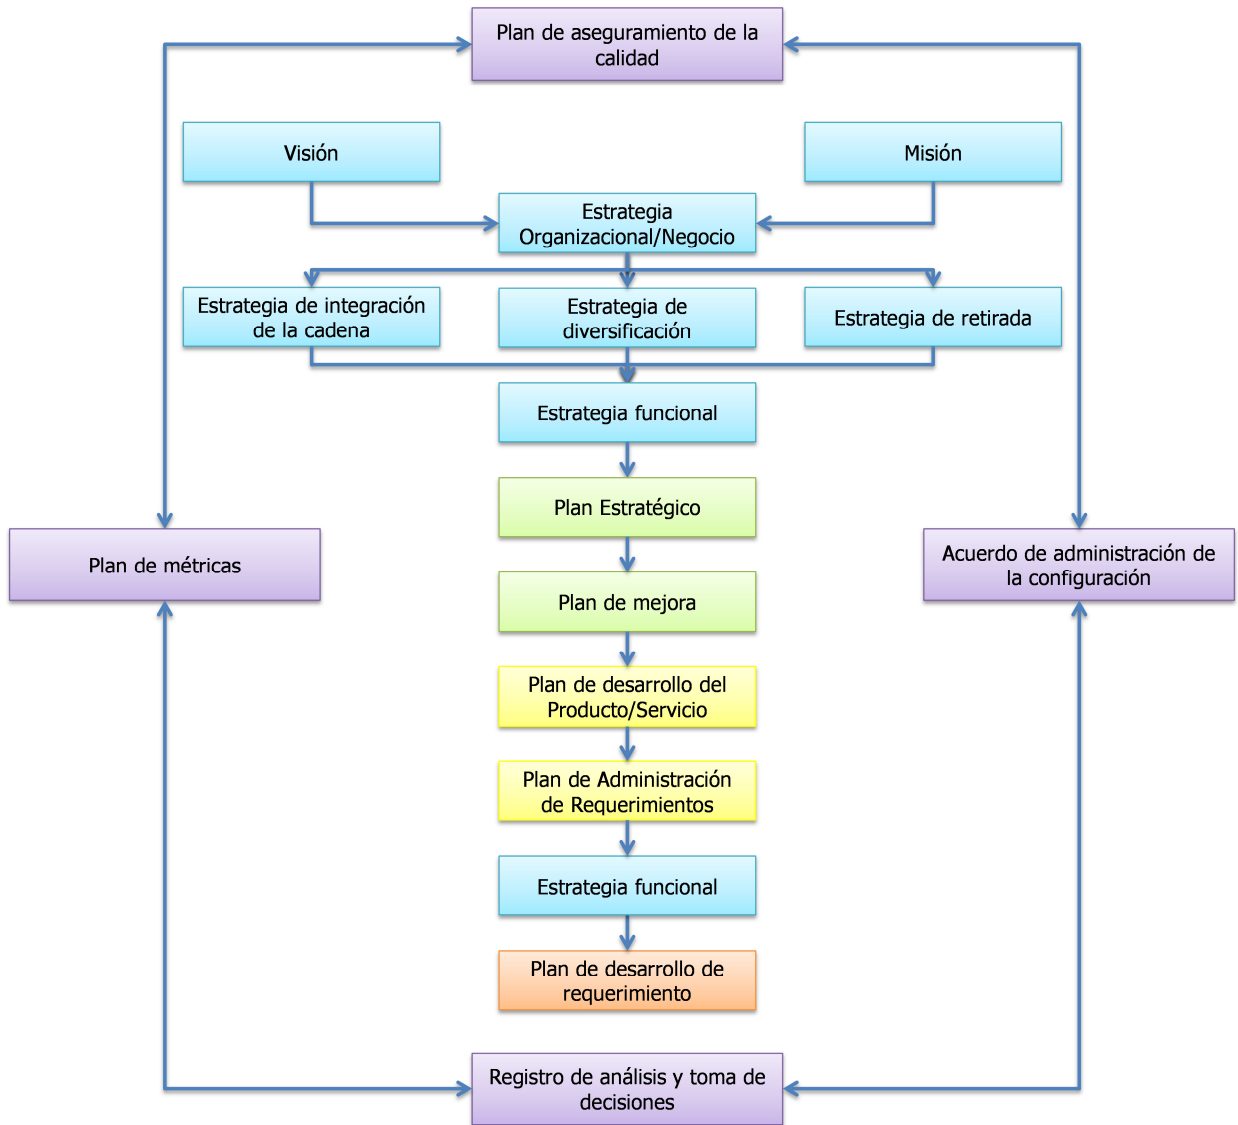 Plan de aseguramiento de la
calidad
Visión
Misión
Estrategia
Organizacional/Negocio
Estrategia de integración
de la cadena
Estrategia de
diversificación
Estrategia de retirada
Estrategia funcional
Plan Estratégico
Plan de métricas
Acuerdo de administración de
la configuración
Plan de mejora
Plan de desarrollo del
Producto/Servicio
Plan de Administración
de Requerimientos
Estrategia funcional
Plan de desarrollo de
requerimiento
Registro de análisis y toma de
decisiones